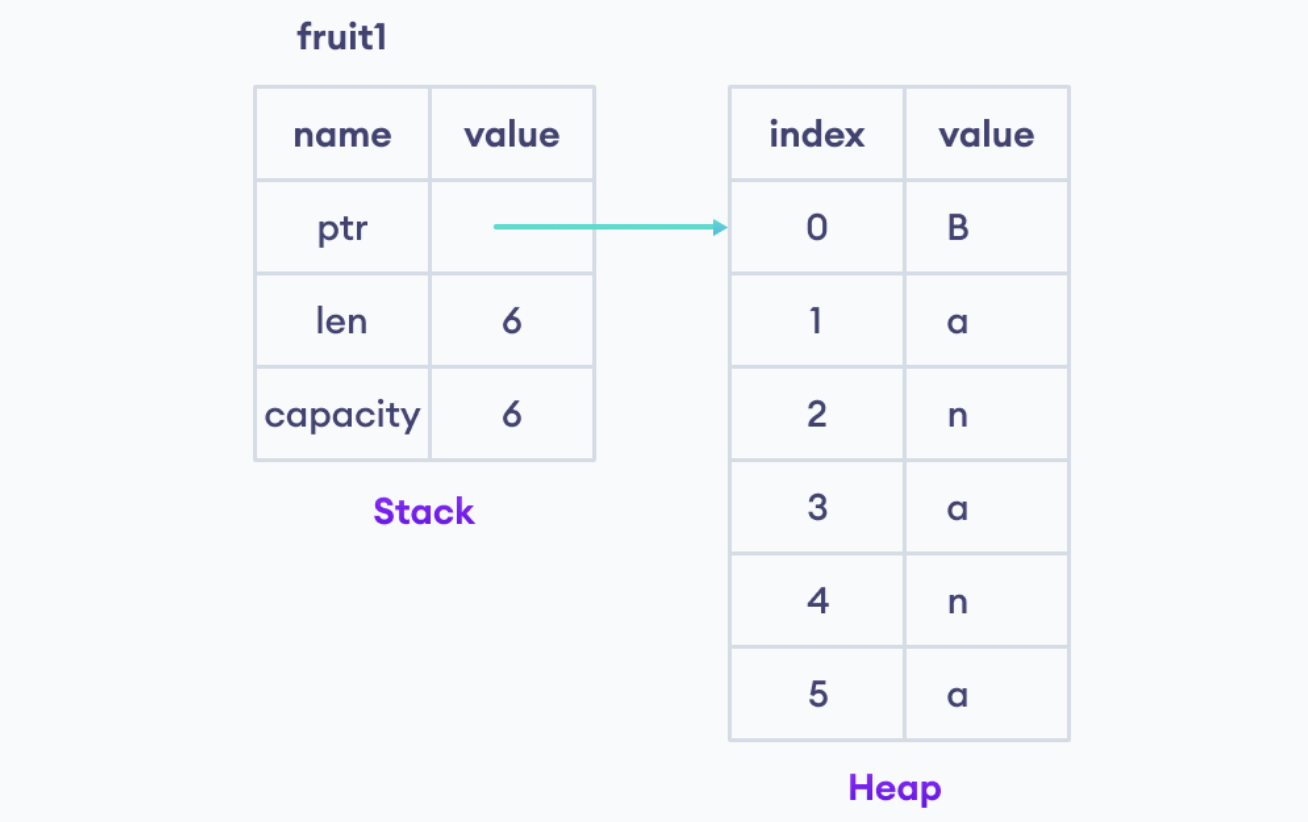 fruit1
name value
ptr
len 6
capacity 6
Stack
index value
0 B
1 a
2 n
3 a
4 n
5 a
Heap